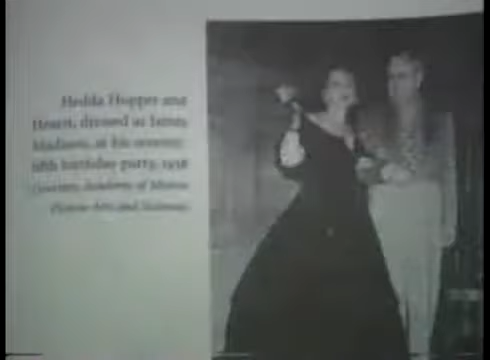 Hedda Hopper and
Hearst, dressed as James
Madison, at his seventy-
fifth birthday party, 1938
Courtesy, Academy of Motion
Picture Arts and Sciences